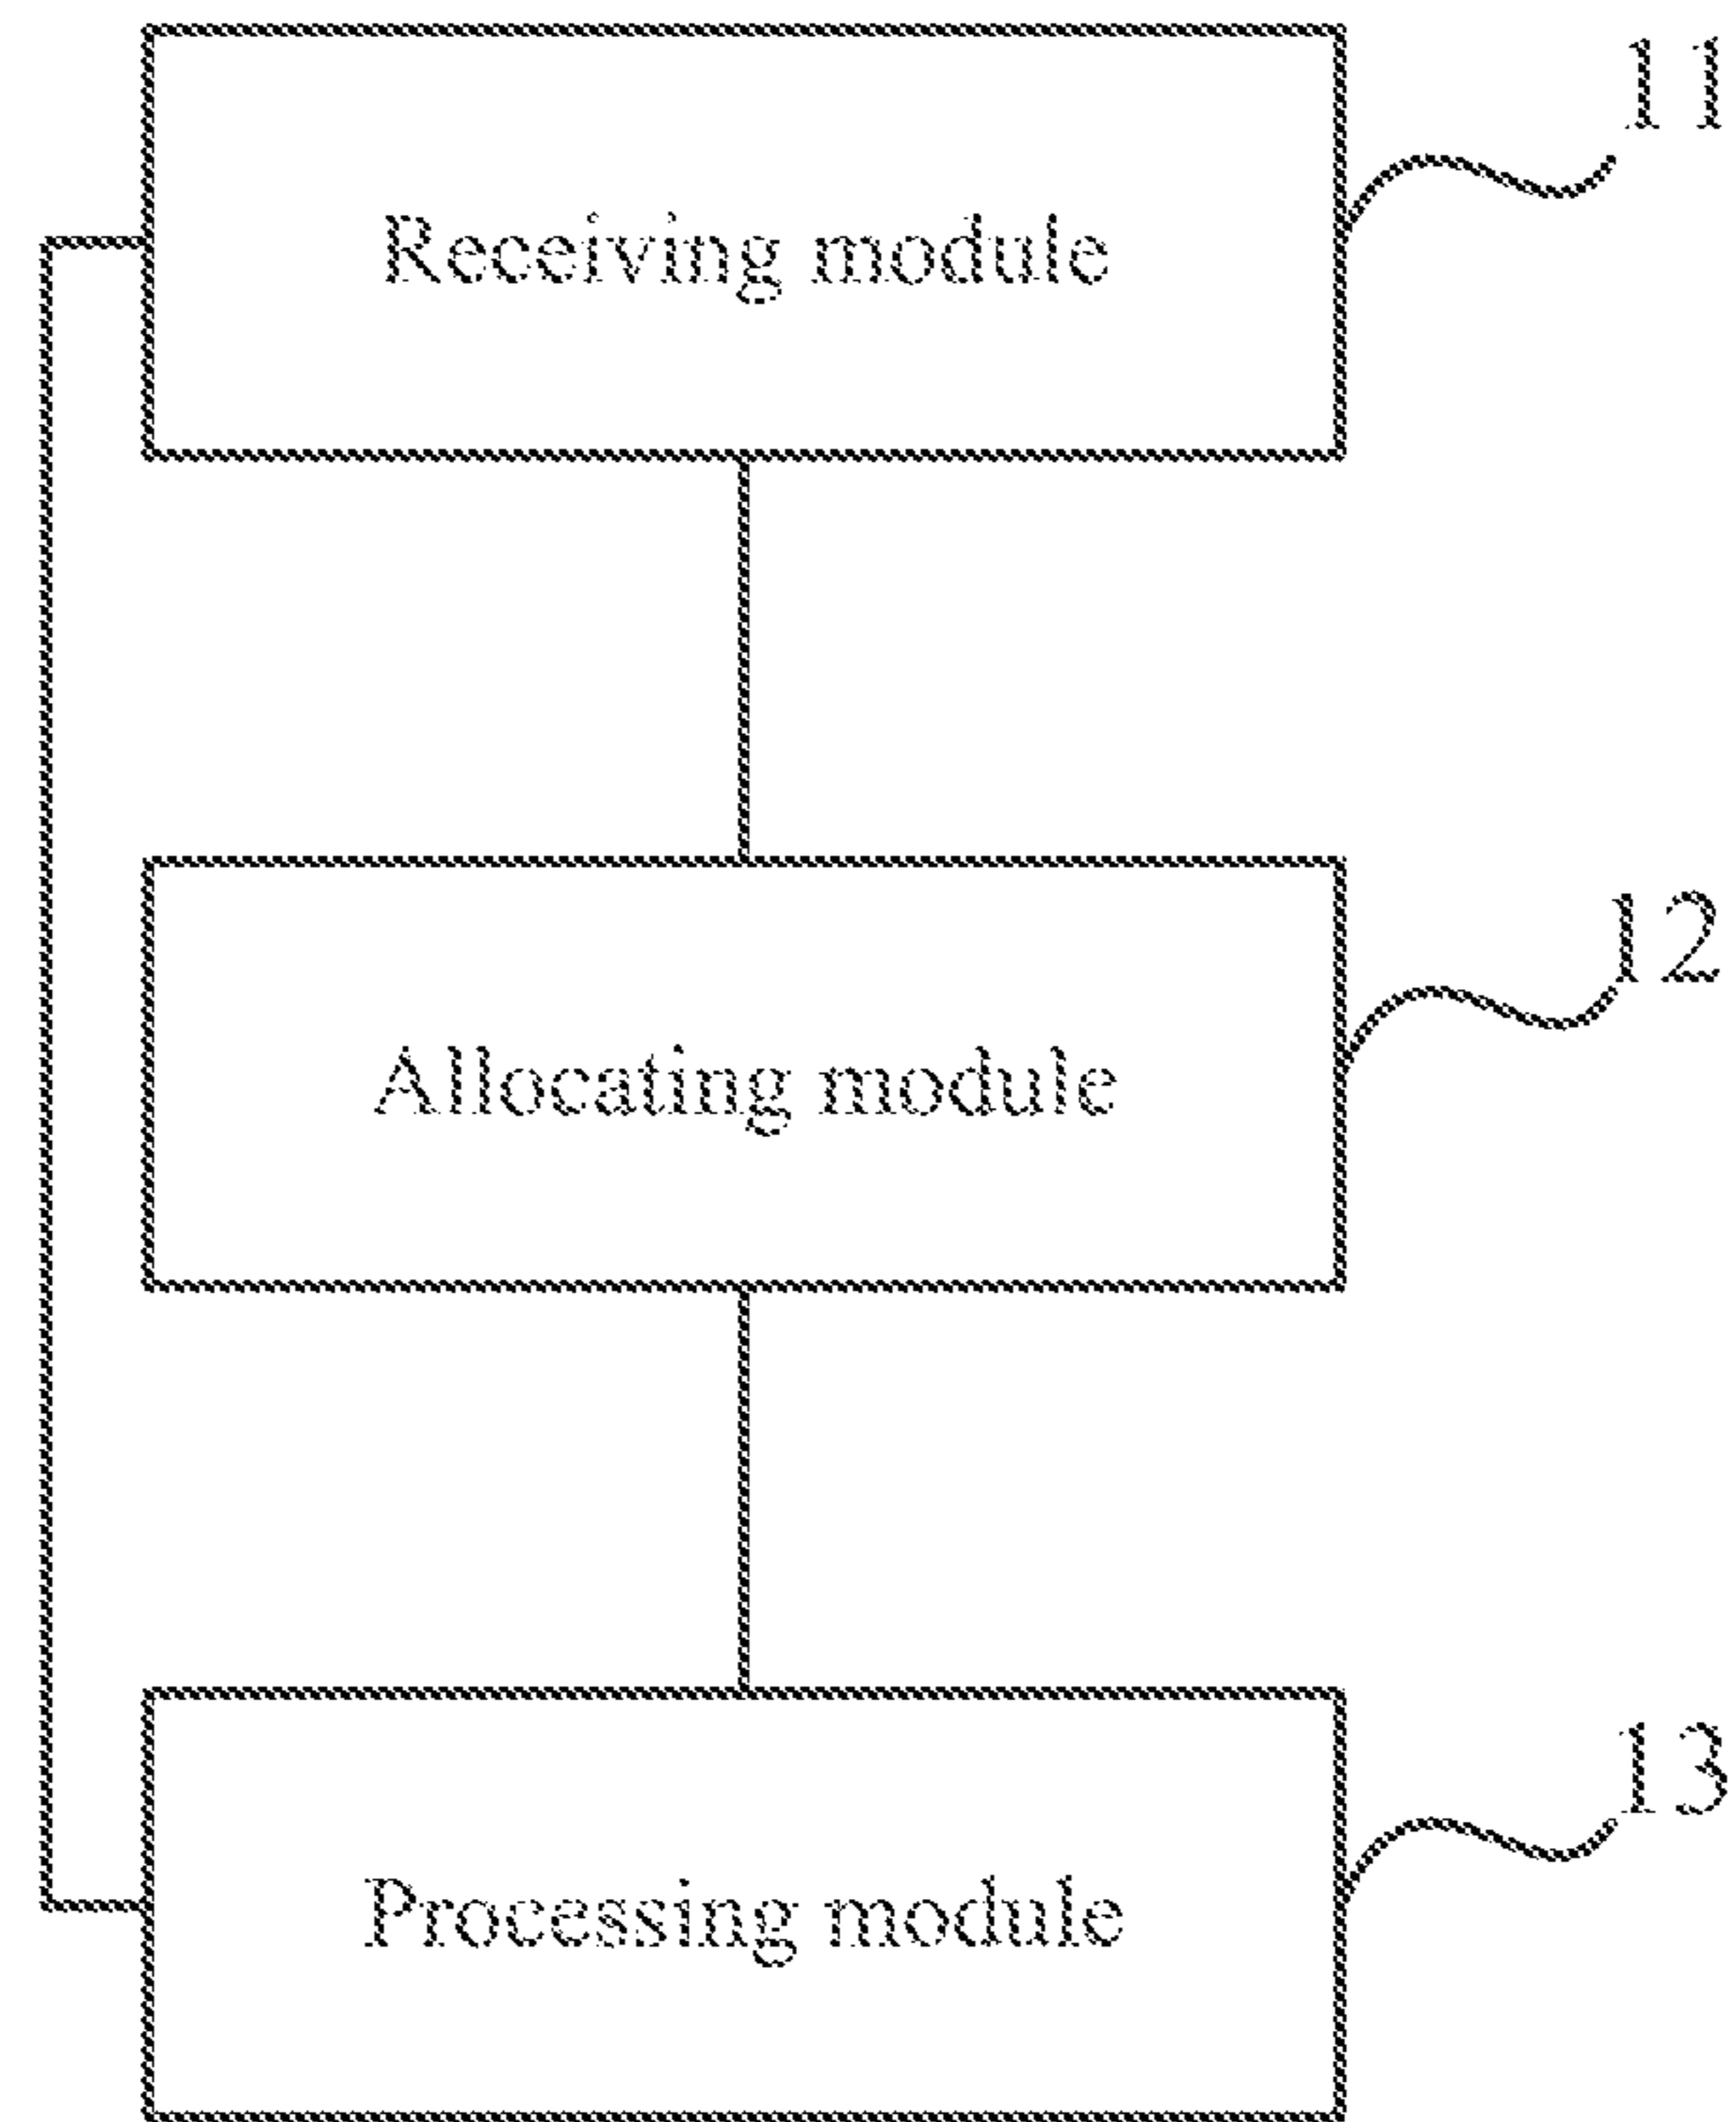 11
Receiving module
12
Allocating module
13
Processing module